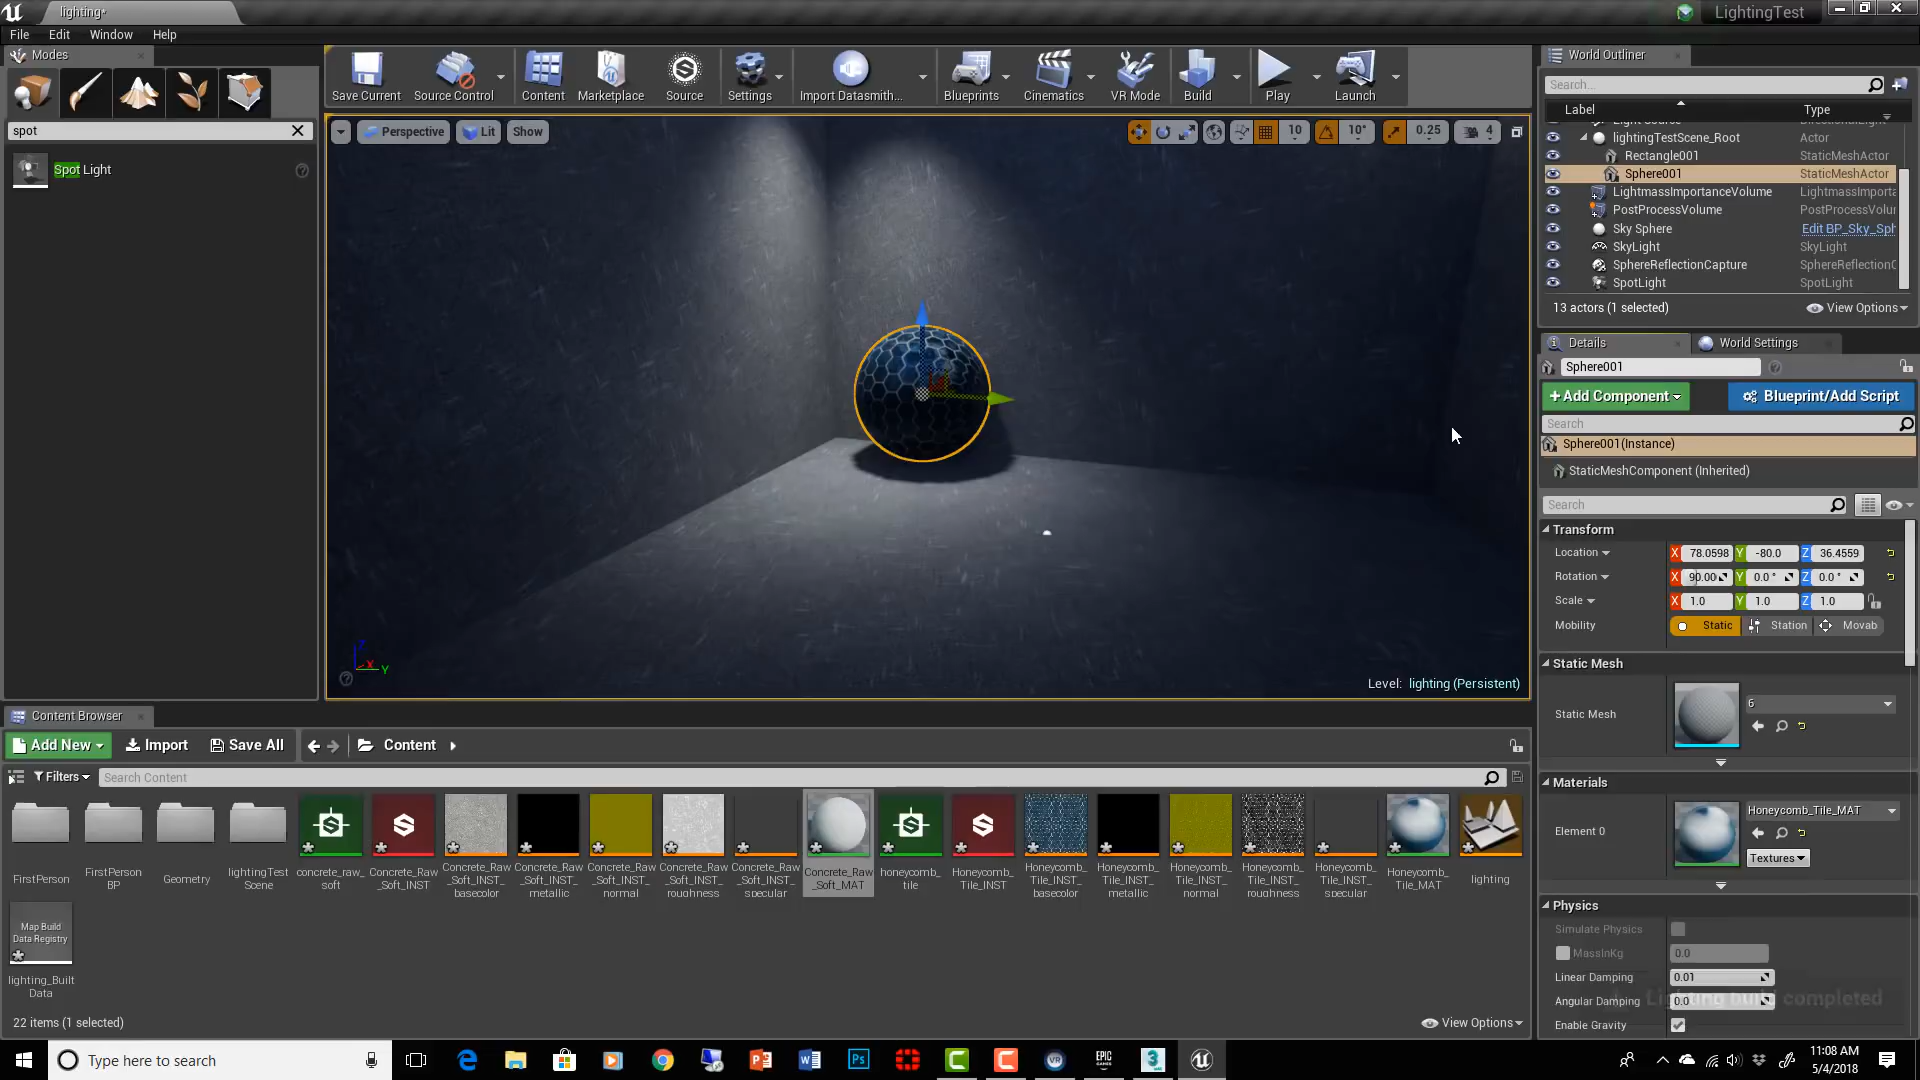 lighting*
LightingTest
File Edit Window Help
Modes
spot
Spot Light
Save Current
Source Control
Content
Marketplace
Source
Settings
Import Datasmith...
Blueprints
Cinematics
VR Mode
Build
Play
Launch
Perspective
Lit
Show
10
10°
0.25
4
Z
X
Y
Level: lighting (Persistent)
World Outliner
Search...
Label Type
lightingTestScene_Root Actor
Rectangle001 StaticMeshActor
Sphere001 StaticMeshActor
LightmassImportanceVolume LightmassImporta
PostProcessVolume PostProcessVolu
Sky Sphere Edit BP_Sky_Sph
SkyLight SkyLight
SphereReflectionCapture SphereReflectionC
SpotLight SpotLight
13 actors (1 selected)
View Options
Details
World Settings
Sphere001
+Add Component
Blueprint/Add Script
Search
Sphere001(Instance)
StaticMeshComponent (Inherited)
Search
Transform
Location X 78.0598 Y -80.0 Z 36.4559
Rotation X 90.00 Y 0.0 ° Z 0.0 °
Scale X 1.0 Y 1.0 Z 1.0
Mobility Static Station Movab
Static Mesh
Static Mesh 6
Materials
Element 0 Honeycomb_Tile_MAT
Textures
Physics
Simulate Physics
MassInKg 0.0
Linear Damping 0.01
Angular Damping 0.0
Lighting build completed
Enable Gravity
Content Browser
Add New
Import
Save All
Content
Filters
Search Content
FirstPerson
FirstPerson
BP
Geometry
lightingTest
Scene
concrete_raw_
soft
Concrete_Raw
_Soft_INST
Concrete_Raw
_Soft_INST_
basecolor
Concrete_Raw
_Soft_INST_
metallic
Concrete_Raw
_Soft_INST_
normal
Concrete_Raw
_Soft_INST_
roughness
Concrete_Raw
_Soft_INST_
specular
Concrete_Raw
_Soft_MAT
honeycomb_
tile
Honeycomb_
Tile_INST
Honeycomb_
Tile_INST_
basecolor
Honeycomb_
Tile_INST_
metallic
Honeycomb_
Tile_INST_
normal
Honeycomb_
Tile_INST_
roughness
Honeycomb_
Tile_INST_
specular
Honeycomb_
Tile_MAT
lighting
Map Build
Data Registry
lighting_Built
Data
22 items (1 selected)
View Options
Type here to search
EPIC
GAMES
11:08 AM
5/4/2018